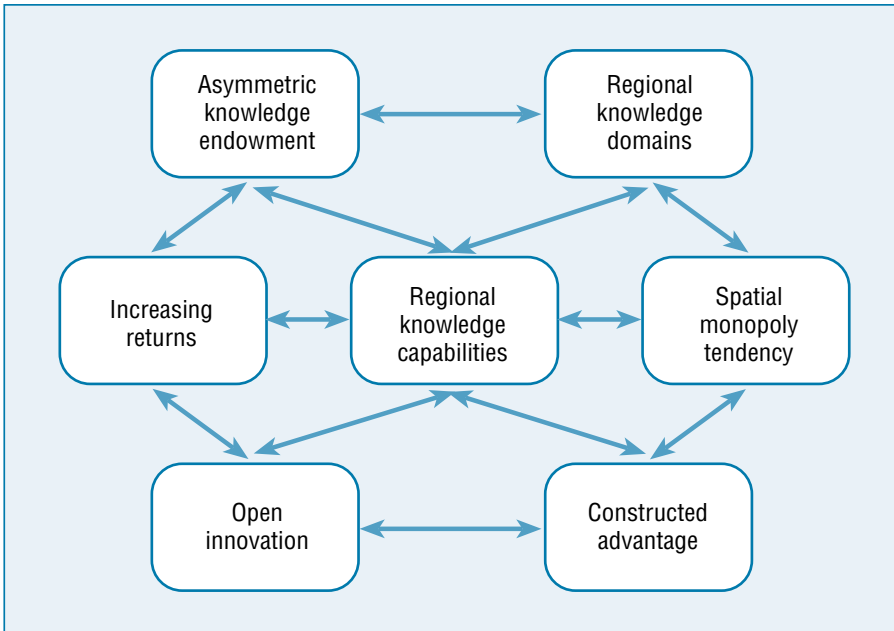 Asymmetric
knowledge
endowment
Regional
knowledge
domains
Increasing
returns
Regional
knowledge
capabilities
Spatial
monopoly
tendency
Open
innovation
Constructed
advantage